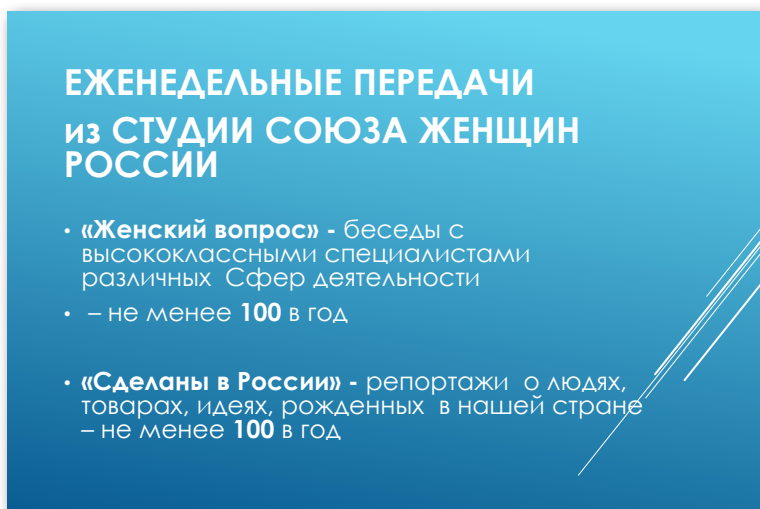 ЕЖЕНЕДЕЛЬНЫЕ ПЕРЕДАЧИ
из СТУДИИ СОЮЗА ЖЕНЩИН
РОССИИ
• «Женский вопрос» - беседы с
высококлассными специалистами
различных  Сфер деятельности
•  – не менее 100 в год
• «Сделаны в России» - репортажи  о людях,
товарах, идеях, рожденных  в нашей стране
– не менее 100 в год